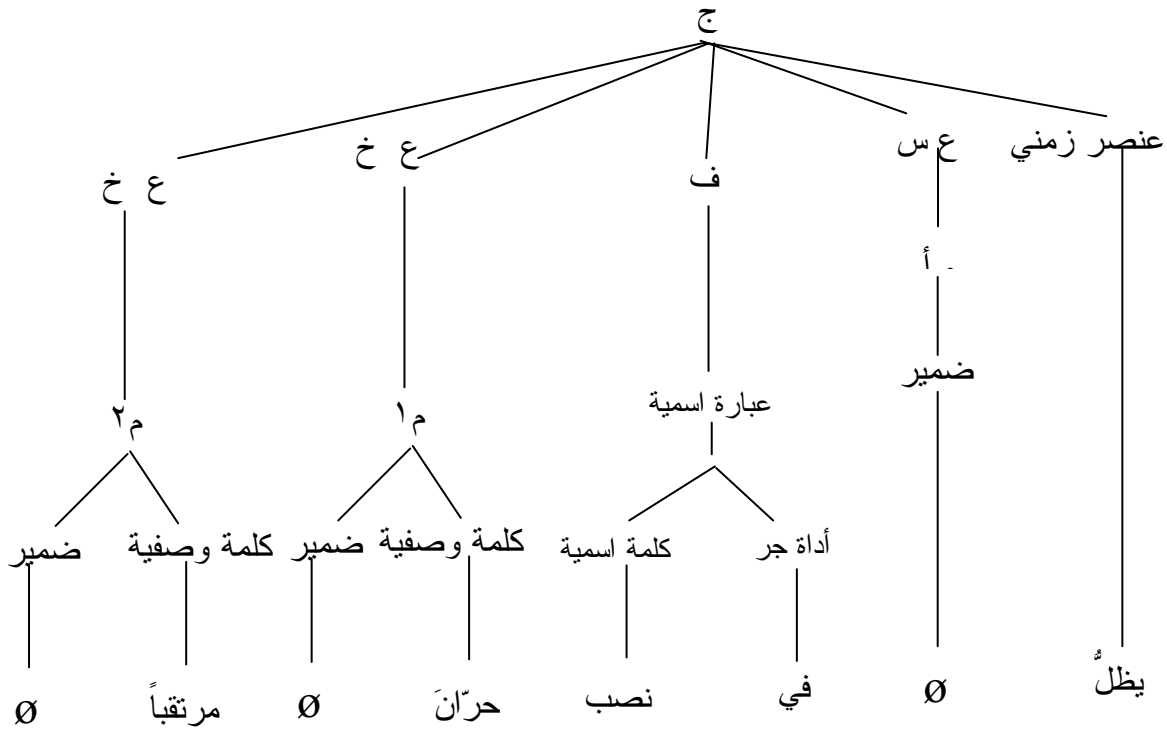 ج
عنصر زمني ع س ف ع خ ع خ
أ
ضمير
عبارة اسمية م١ م٢
أداة جر كلمة اسمية كلمة وصفية ضمير كلمة وصفية ضمير
يظلُّ Ø في نصب حرّانَ Ø مرتقباً Ø